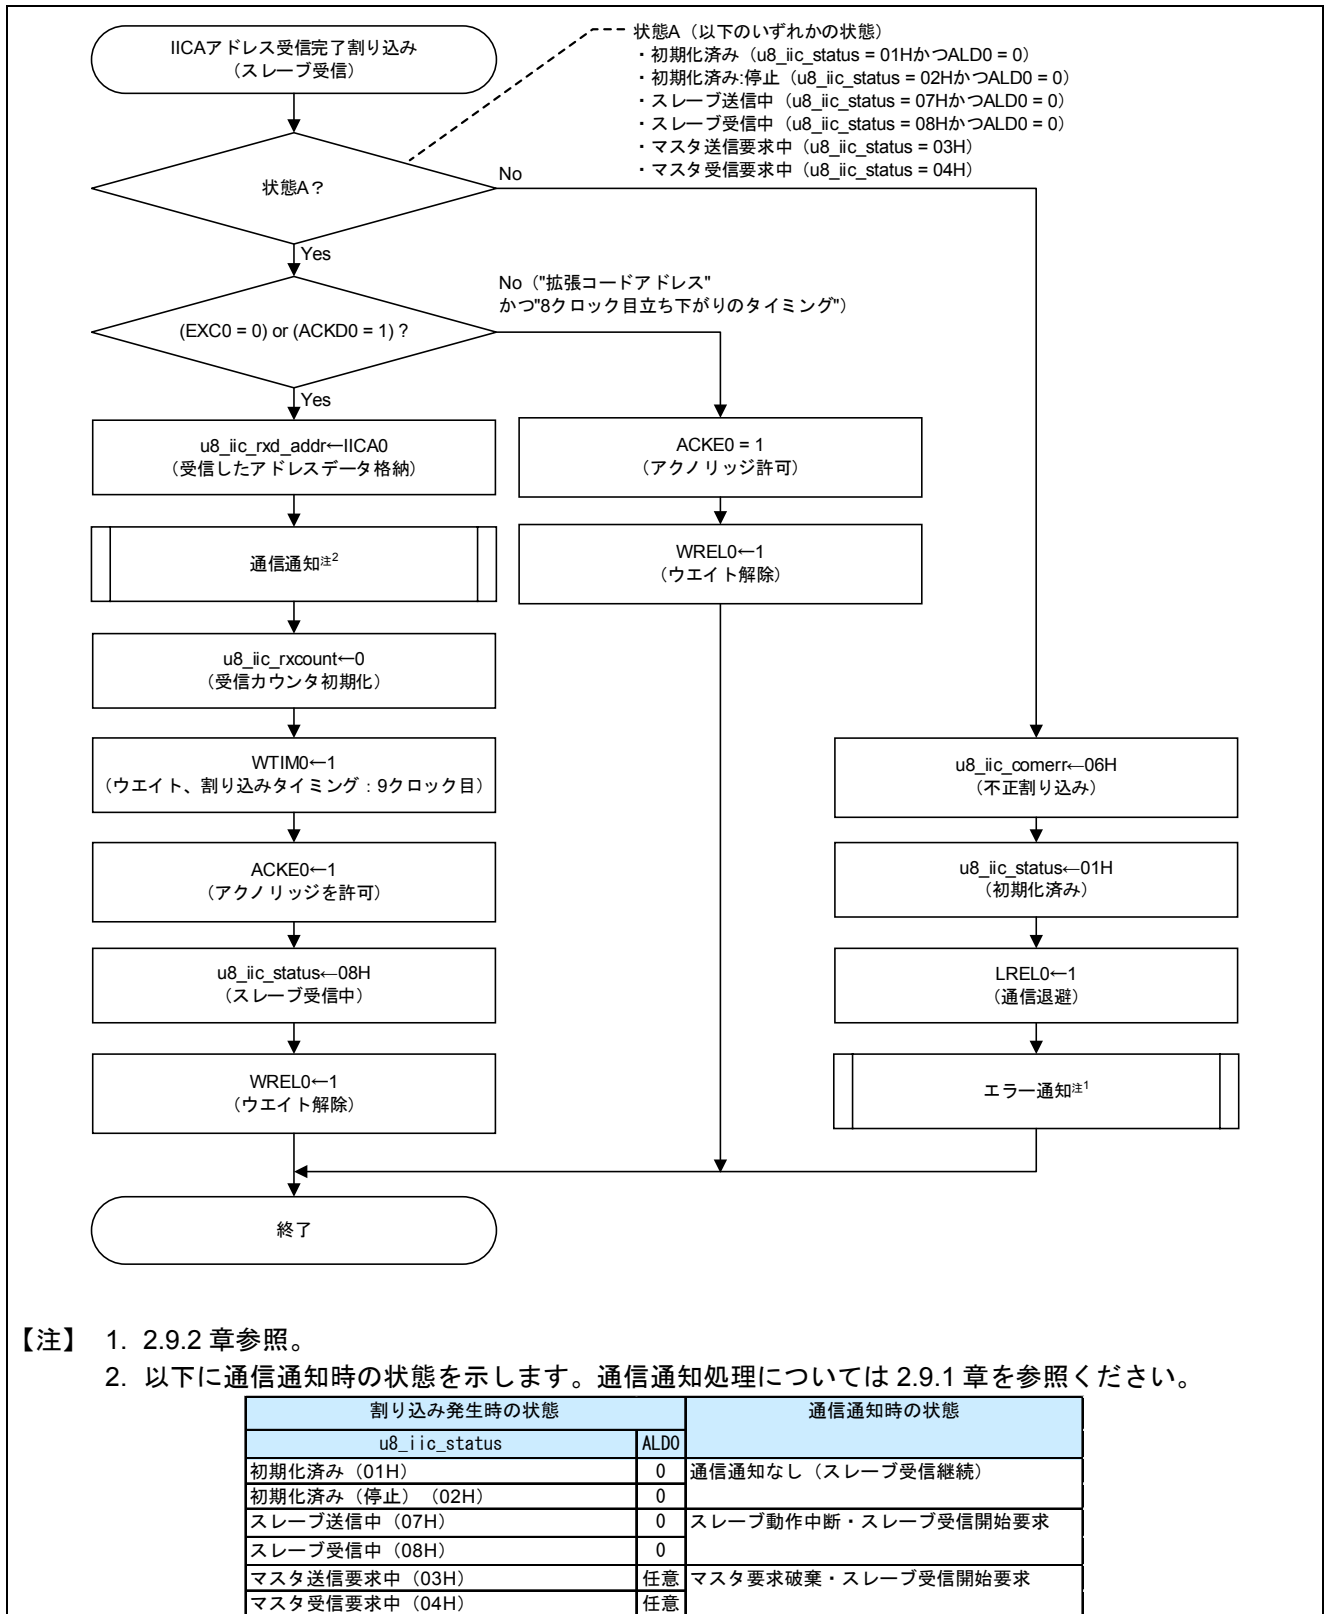 IICAアドレス受信完了割り込み
（スレーブ受信）
状態A（以下のいずれかの状態）
・初期化済み（u8_iic_status = 01HかつALD0 = 0）
・初期化済み:停止（u8_iic_status = 02HかつALD0 = 0）
・スレーブ送信中（u8_iic_status = 07HかつALD0 = 0）
・スレーブ受信中（u8_iic_status = 08HかつALD0 = 0）
・マスタ送信要求中（u8_iic_status = 03H）
・マスタ受信要求中（u8_iic_status = 04H）
状態A？
No
Yes
(EXC0 = 0) or (ACKD0 = 1) ?
No（"拡張コードアドレス"
かつ"8クロック目立ち下がりのタイミング"）
Yes
u8_iic_rxd_addr←IICA0
（受信したアドレスデータ格納）
ACKE0 = 1
（アクノリッジ許可）
通信通知注2
WREL0←1
（ウエイト解除）
u8_iic_rxcount←0
（受信カウンタ初期化）
WTIM0←1
（ウエイト、割り込みタイミング：9クロック目）
u8_iic_comerr←06H
（不正割り込み）
ACKE0←1
（アクノリッジを許可）
u8_iic_status←01H
（初期化済み）
u8_iic_status←08H
（スレーブ受信中）
LREL0←1
（通信退避）
WREL0←1
（ウエイト解除）
エラー通知注1
終了
【注】 1. 2.9.2 章参照。
2. 以下に通信通知時の状態を示します。通信通知処理については 2.9.1 章を参照ください。
割り込み発生時の状態 通信通知時の状態
u8_iic_status ALD0
初期化済み（01H） 0 通信通知なし（スレーブ受信継続）
初期化済み（停止）（02H） 0
スレーブ送信中（07H） 0 スレーブ動作中断・スレーブ受信開始要求
スレーブ受信中（08H） 0
マスタ送信要求中（03H） 任意 マスタ要求破棄・スレーブ受信開始要求
マスタ受信要求中（04H） 任意